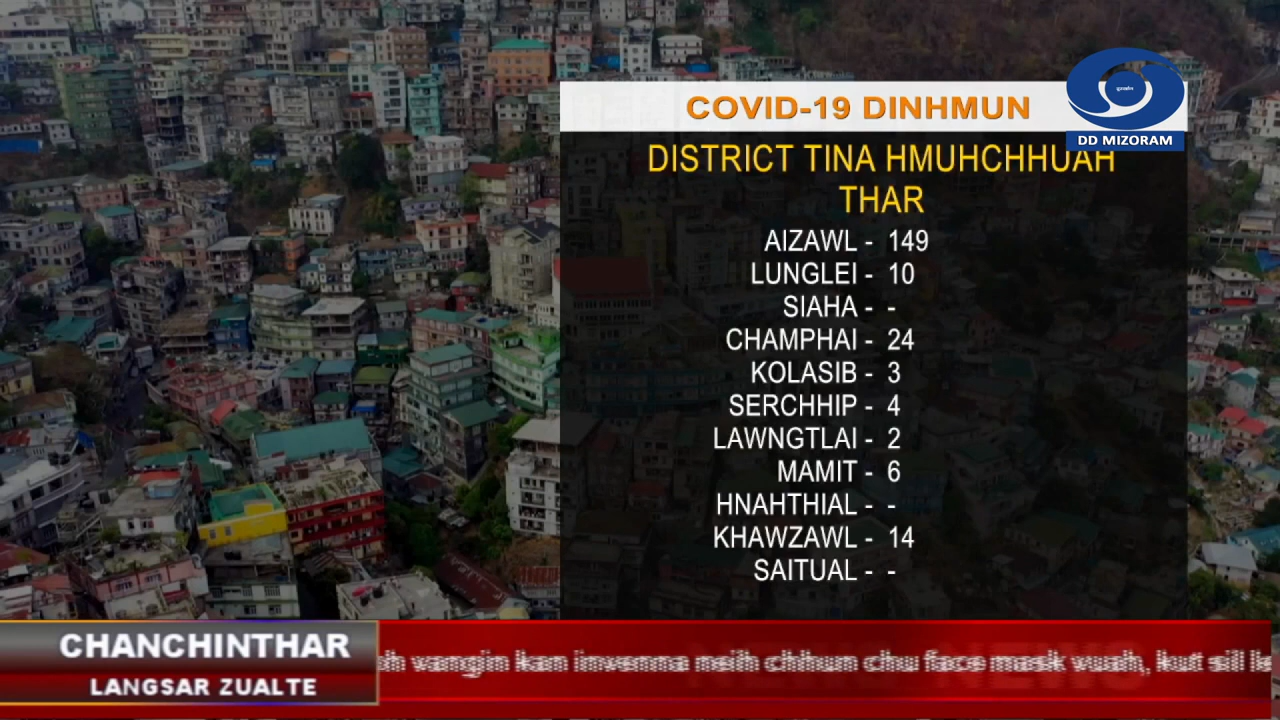 COVID-19 DINHMUN
DD MIZORAM
DISTRICT TINA HMUHCHHUAH
THAR
AIZAWL - 149
LUNGLEI - 10
SIAHA - -
CHAMPHAI - 24
KOLASIB - 3
SERCHHIP - 4
LAWNGTLAI - 2
MAMIT - 6
HNAHTHIAL - -
KHAWZAWL - 14
SAITUAL - -
CHANCHINTHAR
LANGSAR ZUALTE
wangin kan invenna neih chhun chu face mask vuah, kut sil
NEWS